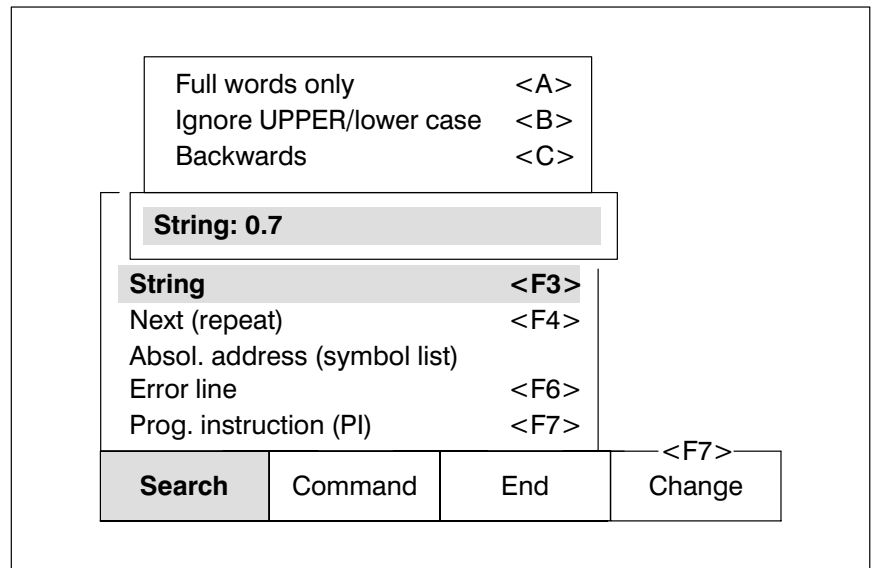 Full words only <A>
Ignore UPPER/lower case <B>
Backwards <C>
String: 0.7
String <F3>
Next (repeat) <F4>
Absol. address (symbol list)
Error line <F6>
Prog. instruction (PI) <F7>
<F7>
Search Command End Change